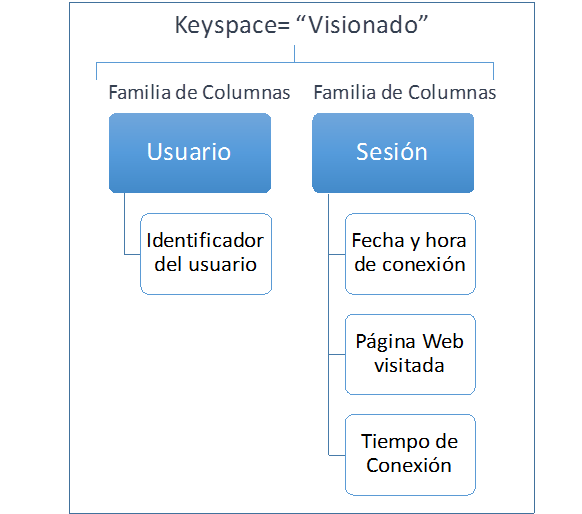 Keyspace= “Visionado”
Familia de Columnas
Familia de Columnas
Usuario
Sesión
Identificador
del usuario
Fecha y hora
de conexión
Página Web
visitada
Tiempo de
Conexión